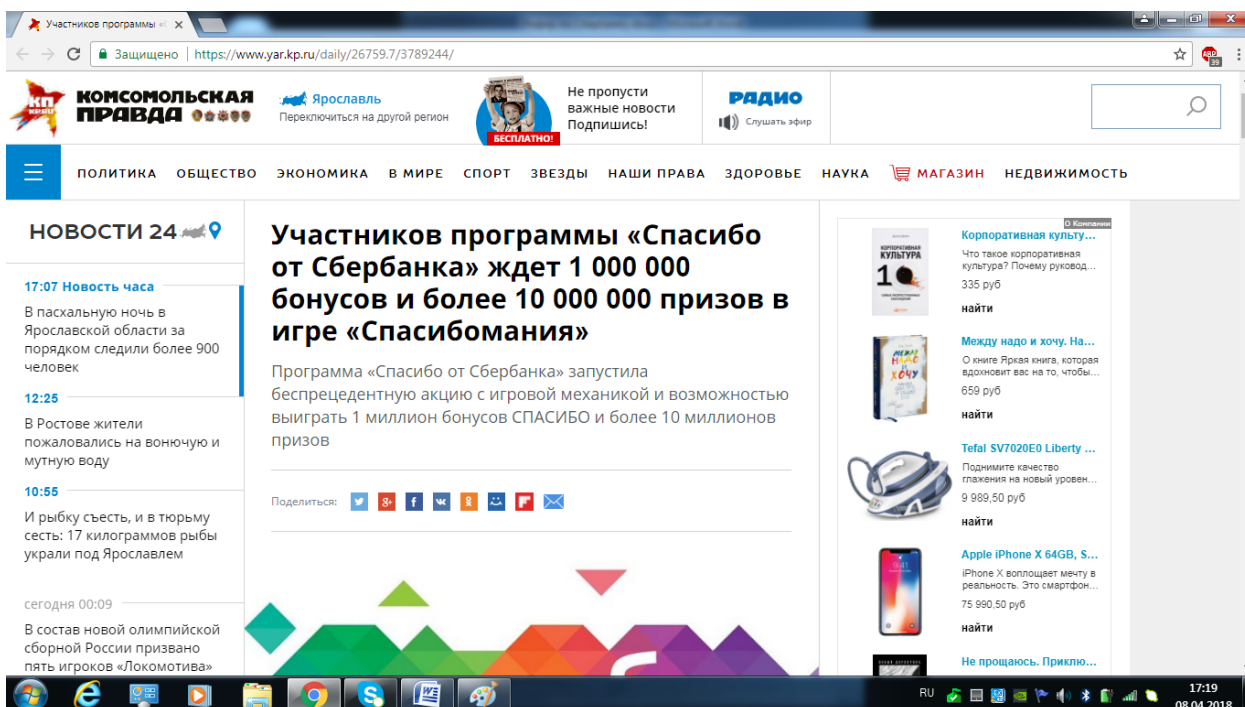 Участников программы «
Защищено | https://www.yar.kp.ru/daily/26759.7/3789244/
ABP
39
КП
КОМСОМОЛЬСКАЯ
ПРАВДА
Ярославль
Переключиться на другой регион
БЕСПЛАТНО!
Не пропусти
важные новости
Подпишись!
РАДИО
Слушать эфир
ПОЛИТИКА ОБЩЕСТВО ЭКОНОМИКА В МИРЕ СПОРТ ЗВЕЗДЫ НАШИ ПРАВА ЗДОРОВЬЕ НАУКА МАГАЗИН НЕДВИЖИМОСТЬ
НОВОСТИ 24
17:07 Новость часа
В пасхальную ночь в
Ярославской области за
порядком следили более 900
человек
12:25
В Ростове жители
пожаловались на вонючую и
мутную воду
10:55
И рыбку съесть, и в тюрьму
сесть: 17 килограммов рыбы
украли под Ярославлем
сегодня 00:09
В состав новой олимпийской
сборной России призвано
пять игроков «Локомотива»
Участников программы «Спасибо
от Сбербанка» ждет 1 000 000
бонусов и более 10 000 000 призов в
игре «Спасибомания»
Программа «Спасибо от Сбербанка» запустила
беспрецедентную акцию с игровой механикой и возможностью
выиграть 1 миллион бонусов СПАСИБО и более 10 миллионов
призов
Поделиться:
О Компании
КОРПОРАТИВНАЯ
КУЛЬТУРА
Корпоративная культу...
Что такое корпоративная
культура? Почему руковод...
335 руб
найти
МЕЖДУ
НАДО
И
ХОЧУ
Между надо и хочу. На...
О книге Яркая книга, которая
вдохновит вас на то, чтобы...
659 руб
найти
Tefal SV7020E0 Liberty ...
Поднимите качество
глажения на новый уровен...
9 989,50 руб
найти
9:41
Apple iPhone X 64GB, S...
iPhone X воплощает мечту в
реальность. Это смартфон...
75 990,50 руб
найти
Не прощаюсь. Приклю...
RU
17:19
08.04.2018